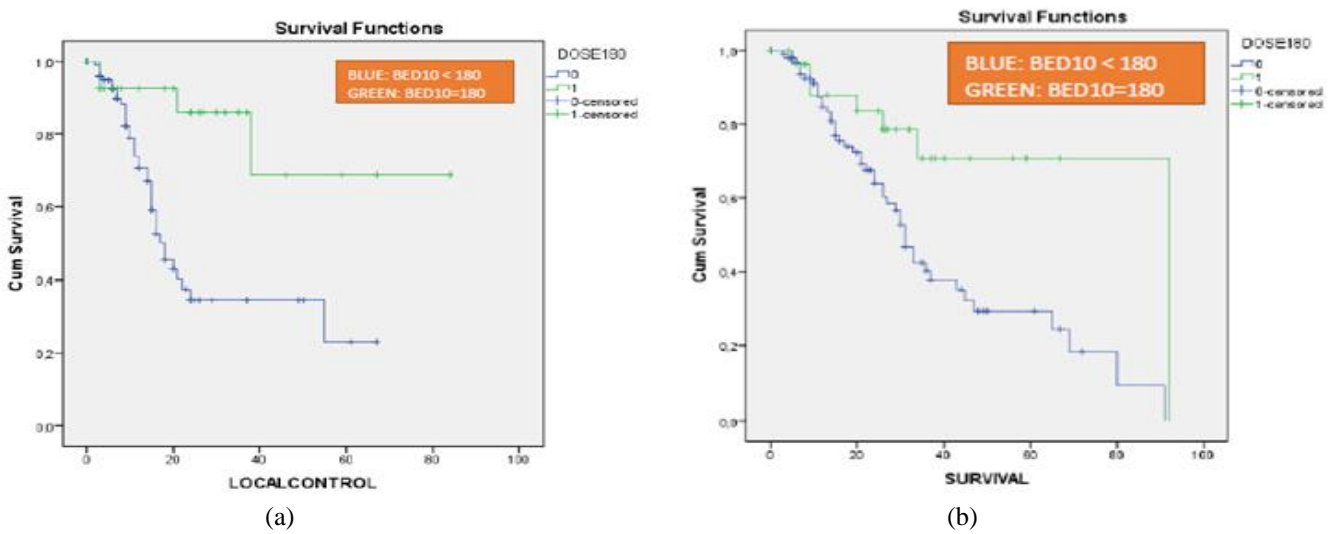 Survival Functions
BLUE: BED10 < 180
GREEN: BED10=180
DOSE180
0
1
0-censored
1-censored
Cum Survival
1,0
0,8
0,6
0,4
0,2
0,0
0 20 40 60 80 100
LOCALCONTROL
(a)
Survival Functions
BLUE: BED10 < 180
GREEN: BED10=180
DOSE180
0
1
0-censored
1-censored
Cum Survival
1,0
0,8
0,6
0,4
0,2
0,0
0 20 40 60 80 100
SURVIVAL
(b)